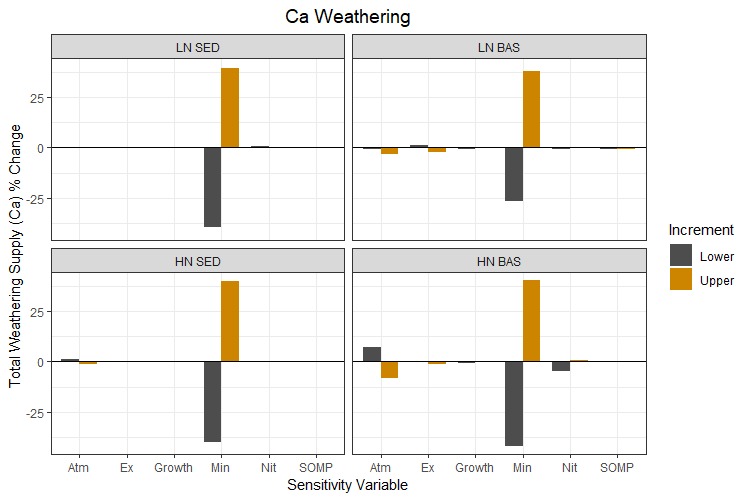 Ca Weathering
LN SED
LN BAS
25
0
-25
HN SED
HN BAS
25
0
-25
Atm Ex Growth Min Nit SOMP
Atm Ex Growth Min Nit SOMP
Sensitivity Variable
Total Weathering Supply (Ca) % Change
Increment
Lower
Upper